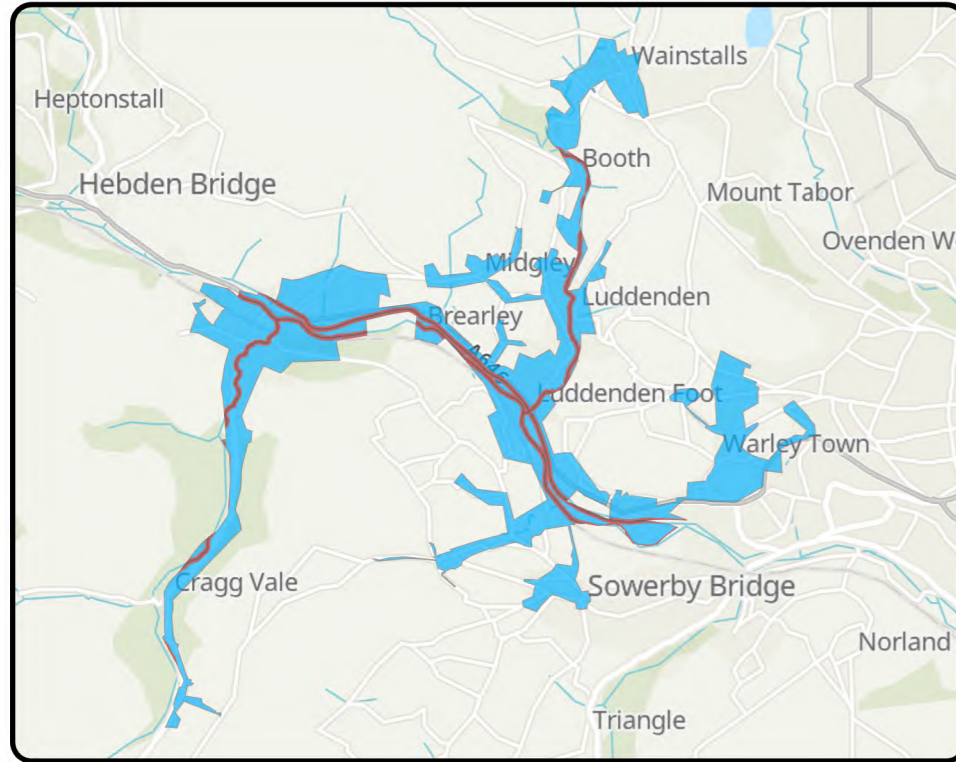 Wainstalls
Heptonstall
Booth
Hebden Bridge
Mount Tabor
Ovenden W
Midgley
Luddenden
Brearley
A646
Luddenden Foot
Warley Town
Cragg Vale
Sowerby Bridge
Norland
Triangle